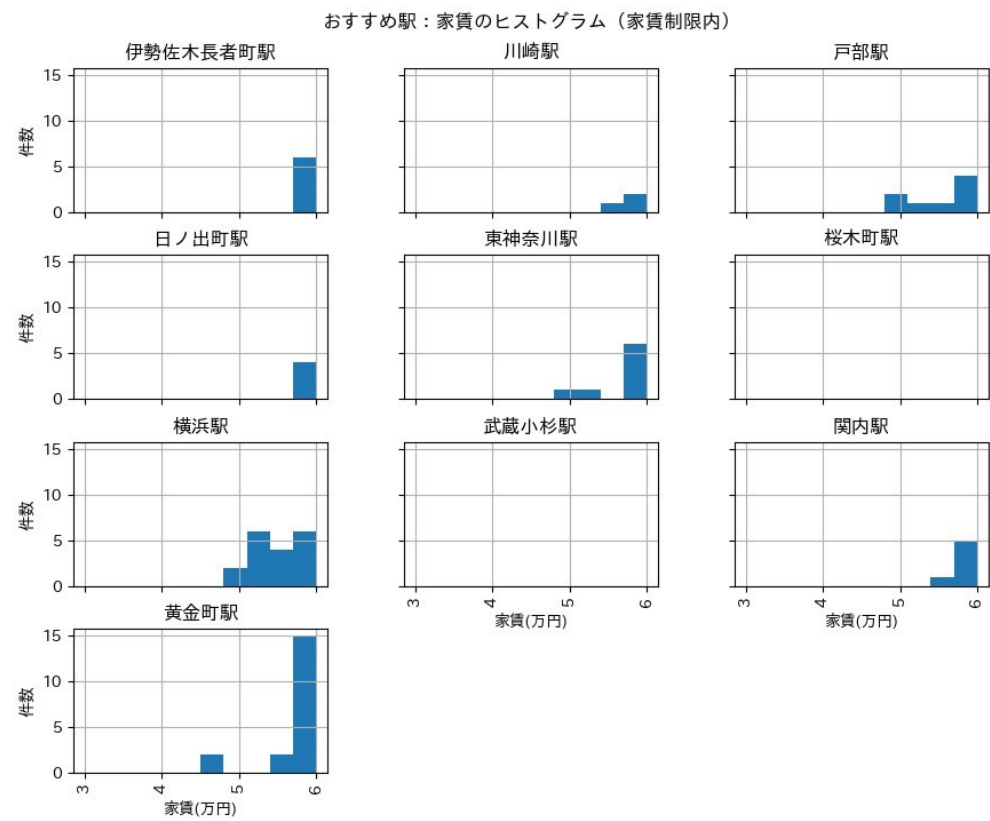 おすすめ駅：家賃のヒストグラム（家賃制限内）
伊勢佐木長者町駅
15
10
5
0
件数
川崎駅
戸部駅
日ノ出町駅
15
10
5
0
件数
東神奈川駅
桜木町駅
横浜駅
15
10
5
0
件数
武蔵小杉駅
3
4
5
6
家賃(万円)
関内駅
3
4
5
6
家賃(万円)
黄金町駅
15
10
5
0
件数
3
4
5
6
家賃(万円)